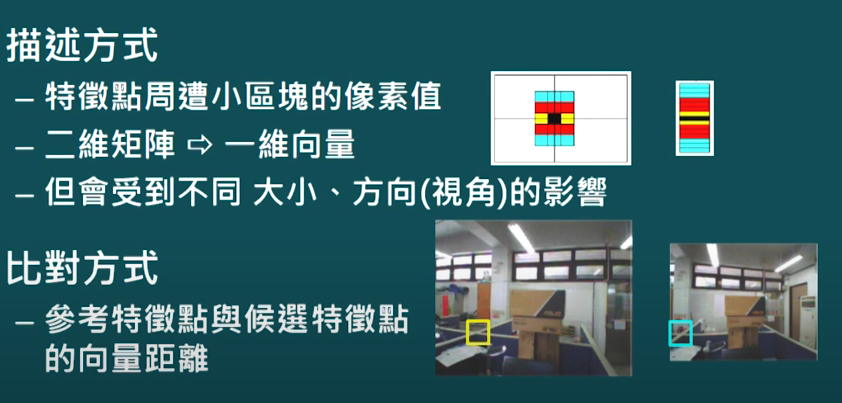 描述方式
– 特徵點周遭小區塊的像素值
– 二維矩陣 ⇨ 一維向量
– 但會受到不同 大小、方向(視角)的影響
比對方式
– 參考特徵點與候選特徵點
的向量距離